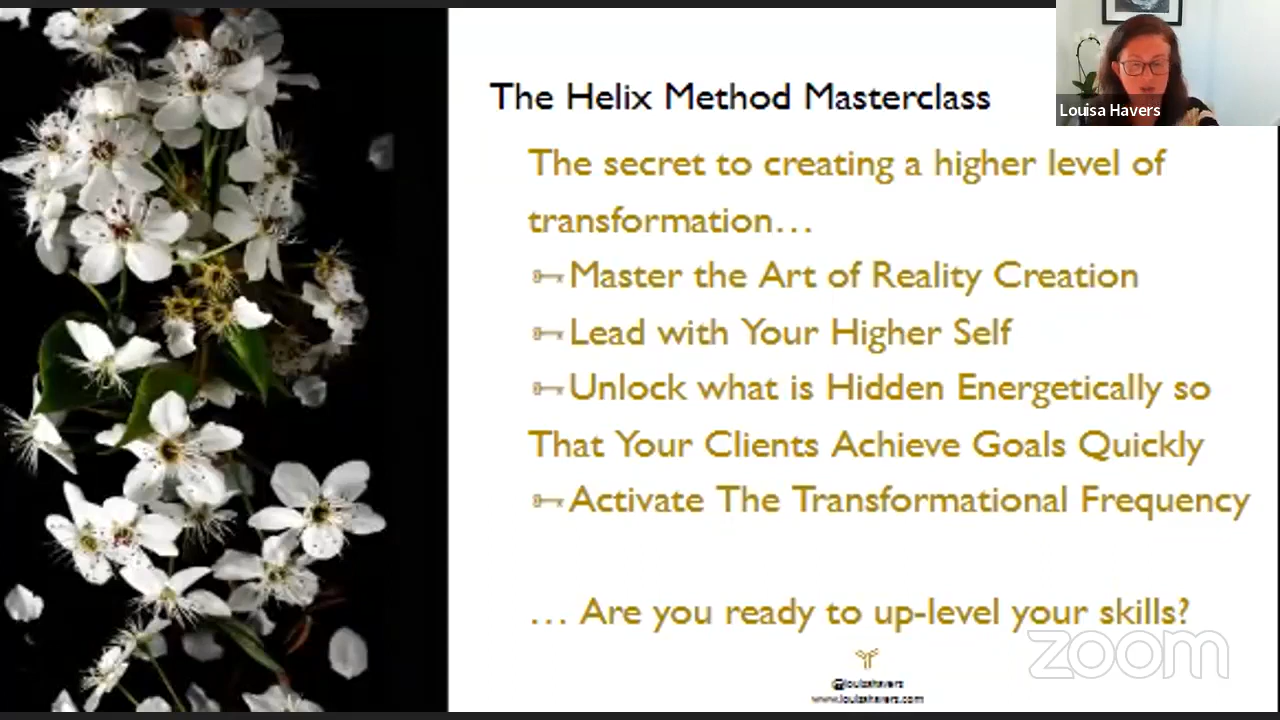 The Helix Method Masterclass
Louisa Havers
The secret to creating a higher level of
transformation…
Master the Art of Reality Creation
Lead with Your Higher Self
Unlock what is Hidden Energetically so
That Your Clients Achieve Goals Quickly
Activate The Transformational Frequency
… Are you ready to up-level your skills?
zoom
@louisahavers
www.louisahavers.com